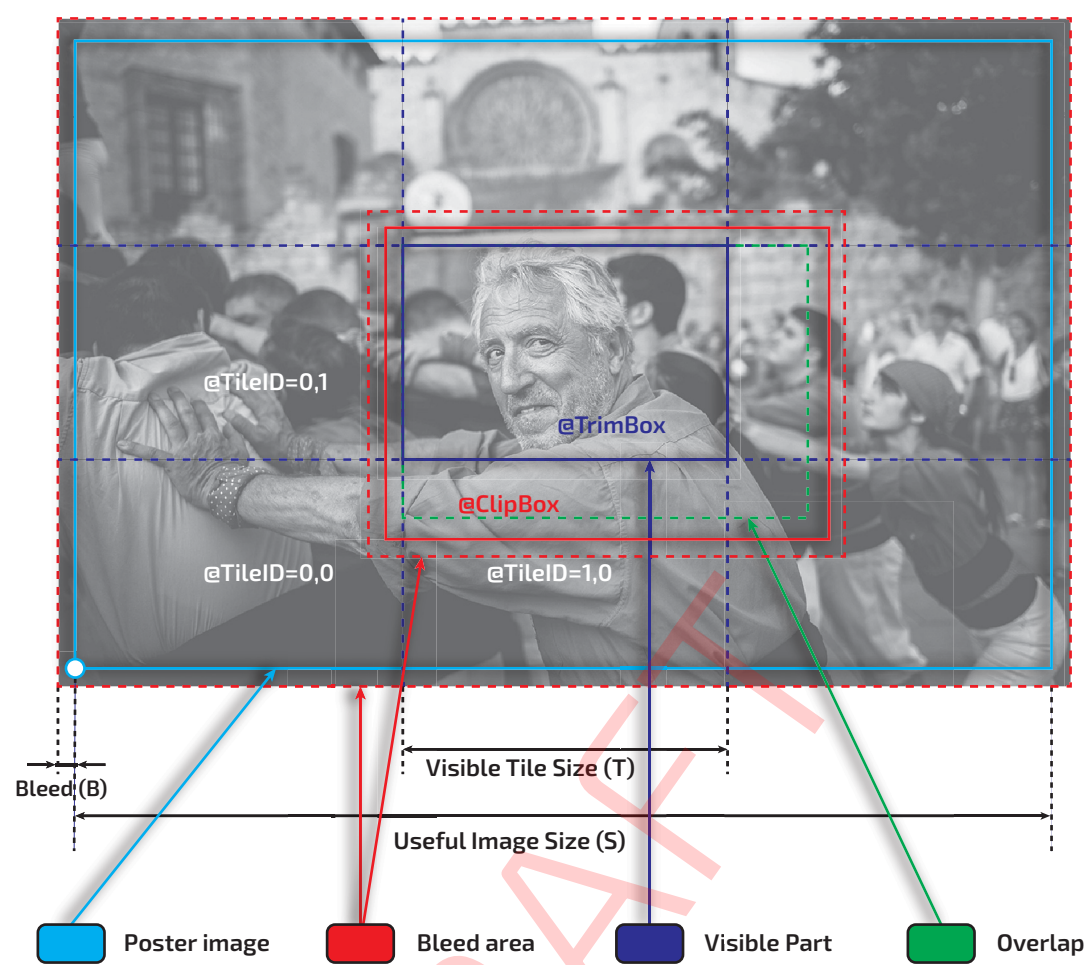 @TileID=0,1
@TrimBox
@ClipBox
@TileID=0,0
@TileID=1,0
Visible Tile Size (T)
Bleed (B)
Useful Image Size (S)
Poster image
Bleed area
Visible Part
Overlap